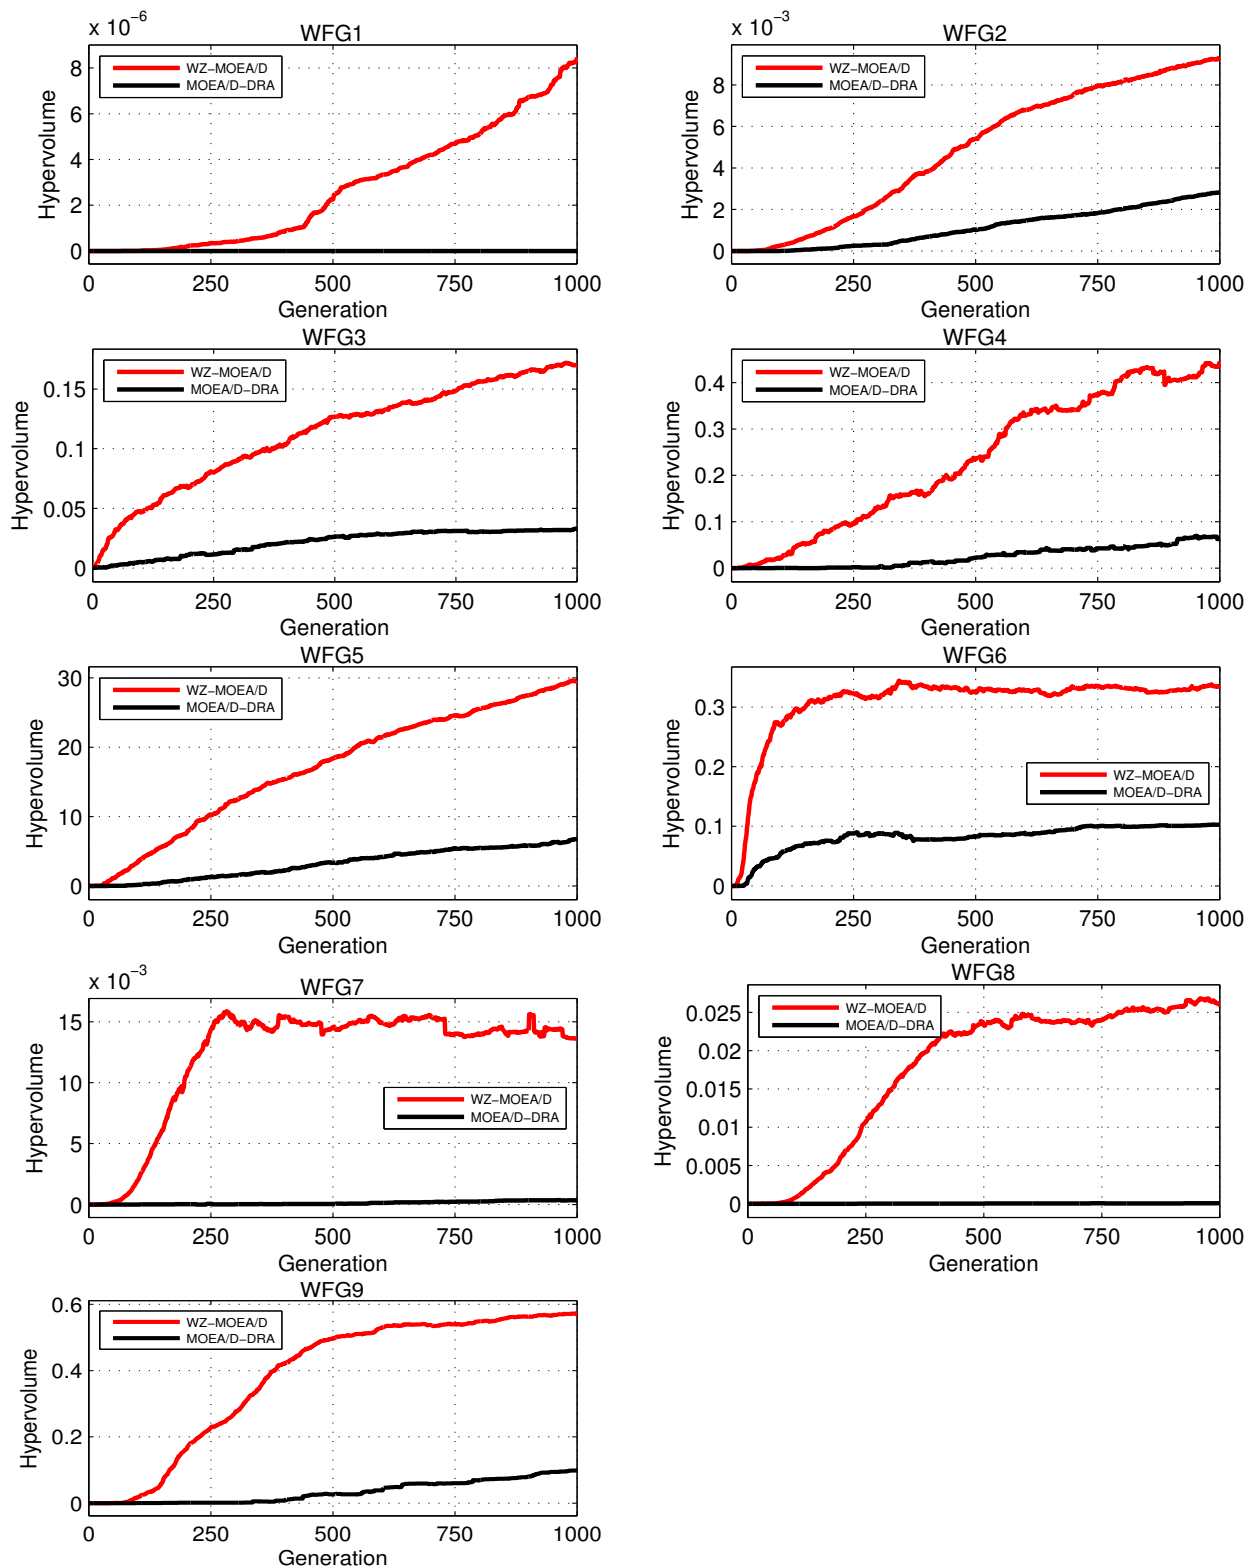 x 10⁻⁶
WFG1
WZ−MOEA/D
MOEA/D−DRA
Hypervolume
8
6
4
2
0
0 250 500 750 1000
Generation
x 10⁻³
WFG2
WZ−MOEA/D
MOEA/D−DRA
Hypervolume
8
6
4
2
0
0 250 500 750 1000
Generation
WFG3
WZ−MOEA/D
MOEA/D−DRA
Hypervolume
0.15
0.1
0.05
0
0 250 500 750 1000
Generation
WFG4
WZ−MOEA/D
MOEA/D−DRA
Hypervolume
0.4
0.3
0.2
0.1
0
0 250 500 750 1000
Generation
WFG5
WZ−MOEA/D
MOEA/D−DRA
Hypervolume
30
20
10
0
0 250 500 750 1000
Generation
WFG6
WZ−MOEA/D
MOEA/D−DRA
Hypervolume
0.3
0.2
0.1
0
0 250 500 750 1000
Generation
x 10⁻³
WFG7
WZ−MOEA/D
MOEA/D−DRA
Hypervolume
15
10
5
0
0 250 500 750 1000
Generation
WFG8
WZ−MOEA/D
MOEA/D−DRA
Hypervolume
0.025
0.02
0.015
0.01
0.005
0
0 250 500 750 1000
Generation
WFG9
WZ−MOEA/D
MOEA/D−DRA
Hypervolume
0.6
0.4
0.2
0
0 250 500 750 1000
Generation